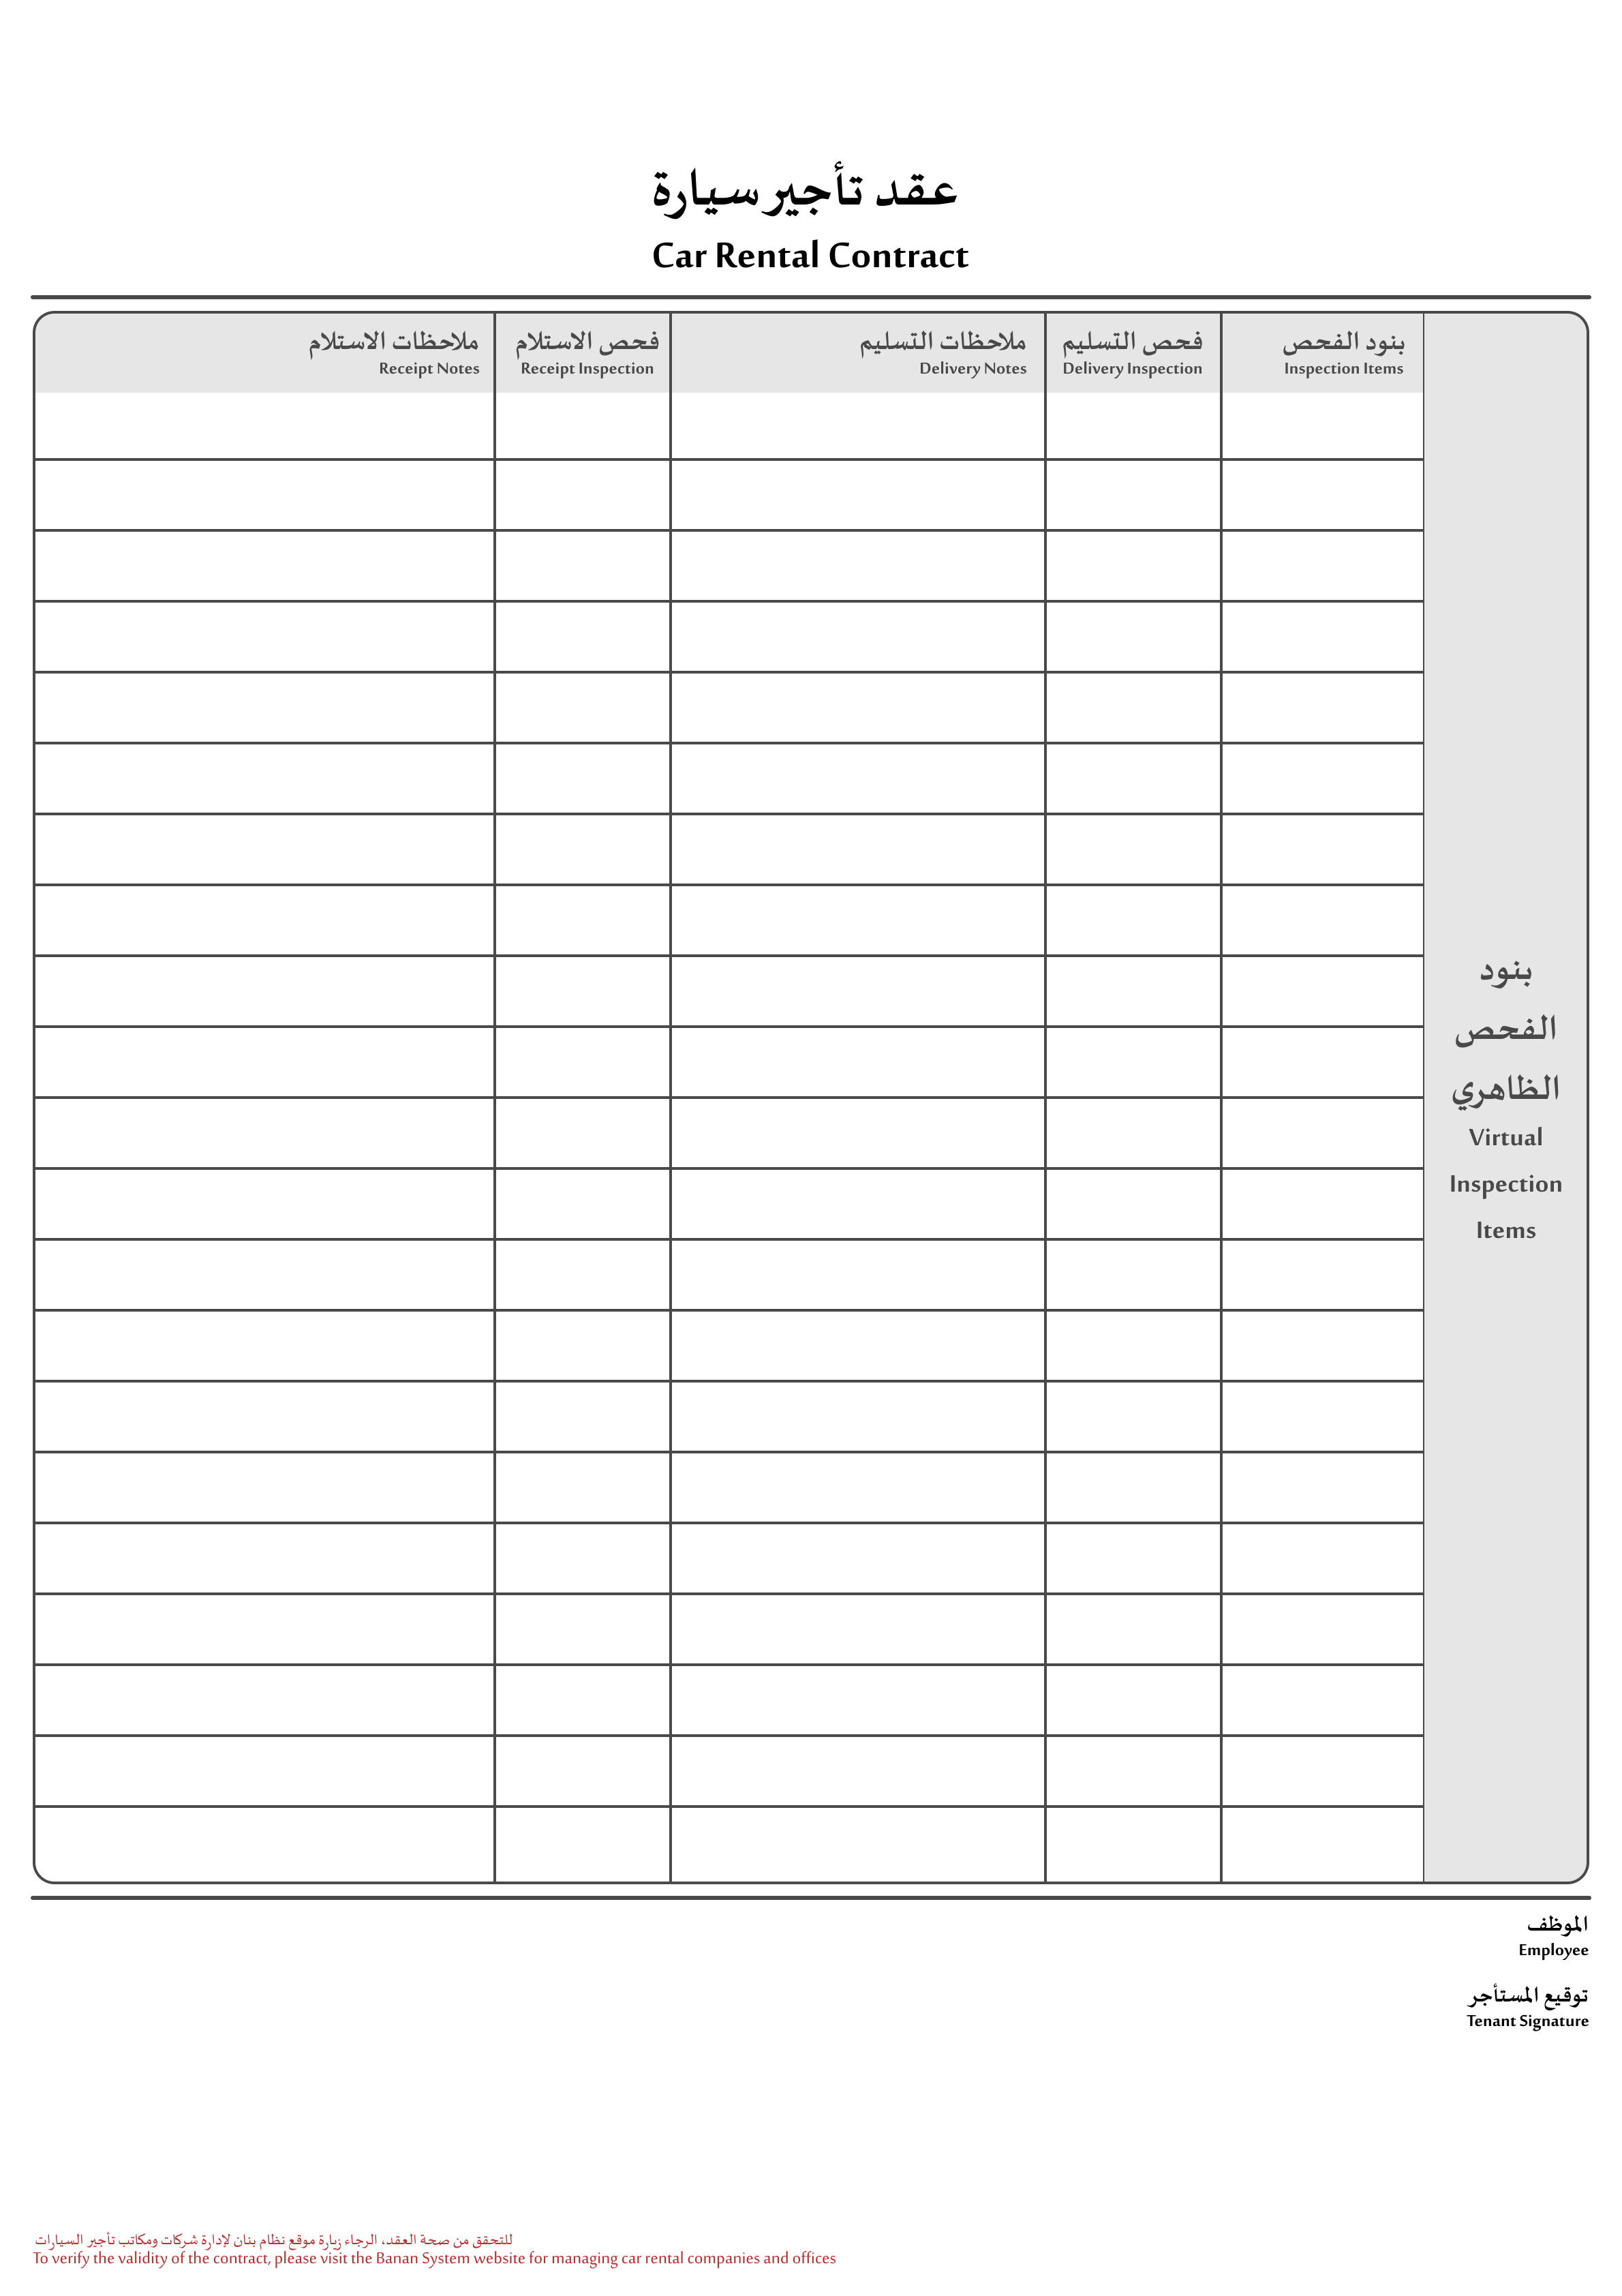 عقد تأجير سيارة
Car Rental Contract
بنود الفحص
Inspection Items
فحص التسليم
Delivery Inspection
ملاحظات التسليم
Delivery Notes
فحص الاستلام
Receipt Inspection
ملاحظات الاستلام
Receipt Notes
بنود
الفحص
الظاهري
Virtual
Inspection
Items
الموظف
Employee
توقيع المستأجر
Tenant Signature
للتحقق من صحة العقد، الرجاء زيارة موقع نظام بنان لإدارة شركات ومكاتب تأجير السيارات
To verify the validity of the contract, please visit the Banan System website for managing car rental companies and offices